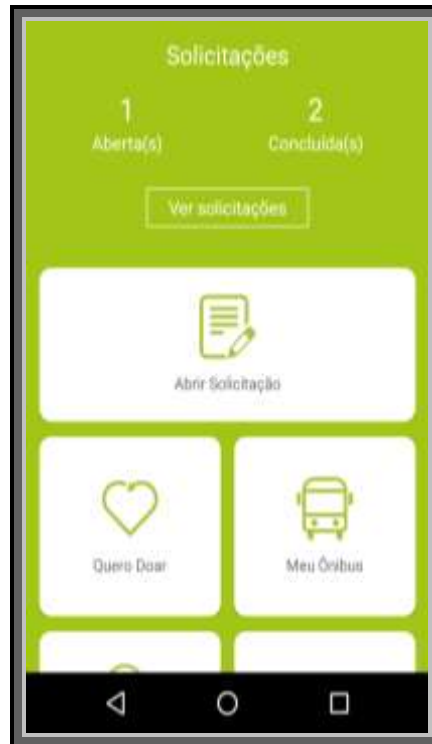 Solicitações
1
Aberta(s)
2
Concluída(s)
Ver solicitações
Abrir Solicitação
Quero Doar
Meu Ônibus